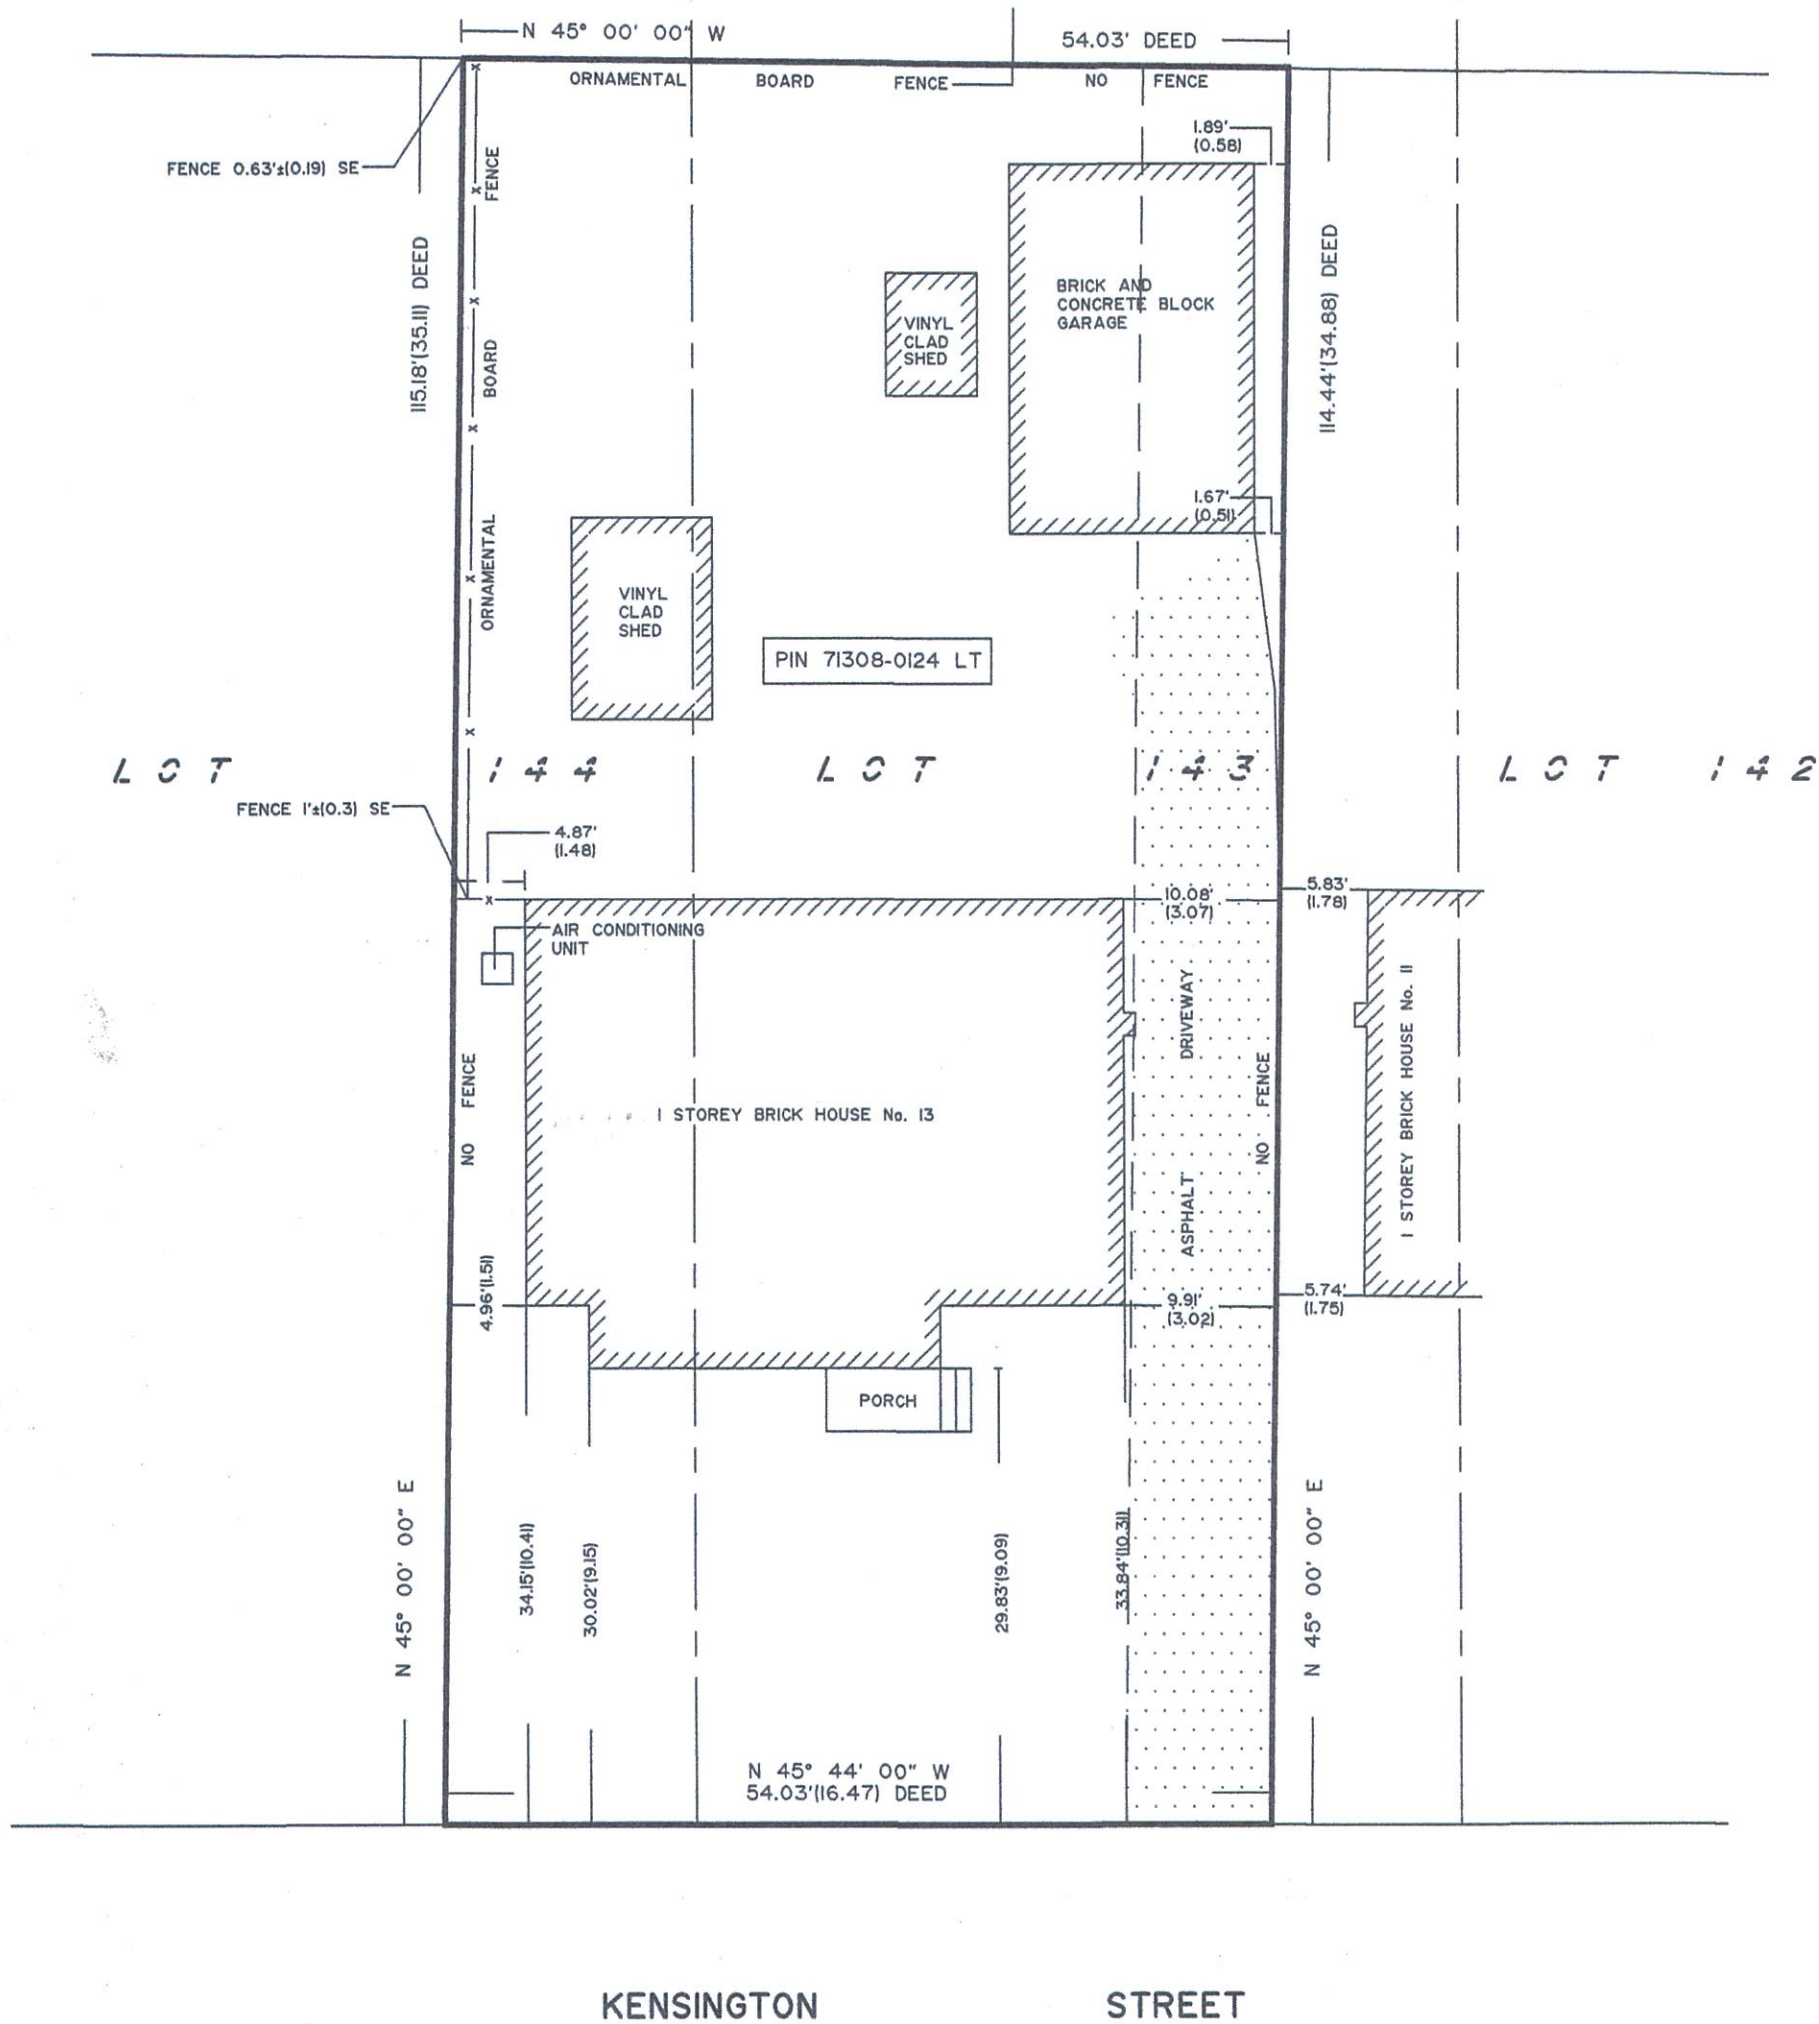 N 45° 00' 00" W
54.03' DEED
ORNAMENTAL BOARD FENCE NO FENCE
1.89'
(0.58)
FENCE 0.63'±(0.19) SE
FENCE
BOARD
ORNAMENTAL
115.18'(35.11) DEED
114.44'(34.88) DEED
BRICK AND
CONCRETE BLOCK
GARAGE
VINYL
CLAD
SHED
1.67'
(0.51)
VINYL
CLAD
SHED
PIN 71308-0124 LT
LOT 144 LOT 143 LOT 142
FENCE 1'±(0.3) SE
4.87'
(1.48)
10.08'
(3.07)
5.83'
(1.78)
AIR CONDITIONING
UNIT
ASPHALT DRIVEWAY
NO FENCE
NO FENCE
1 STOREY BRICK HOUSE No. 11
1 STOREY BRICK HOUSE No. 13
4.96'(1.51)
9.91'
(3.02)
5.74'
(1.75)
PORCH
N 45° 00' 00" E
34.15'(10.41)
30.02'(9.15)
29.83'(9.09)
33.84'(10.31)
N 45° 00' 00" E
N 45° 44' 00" W
54.03'(16.47) DEED
KENSINGTON STREET